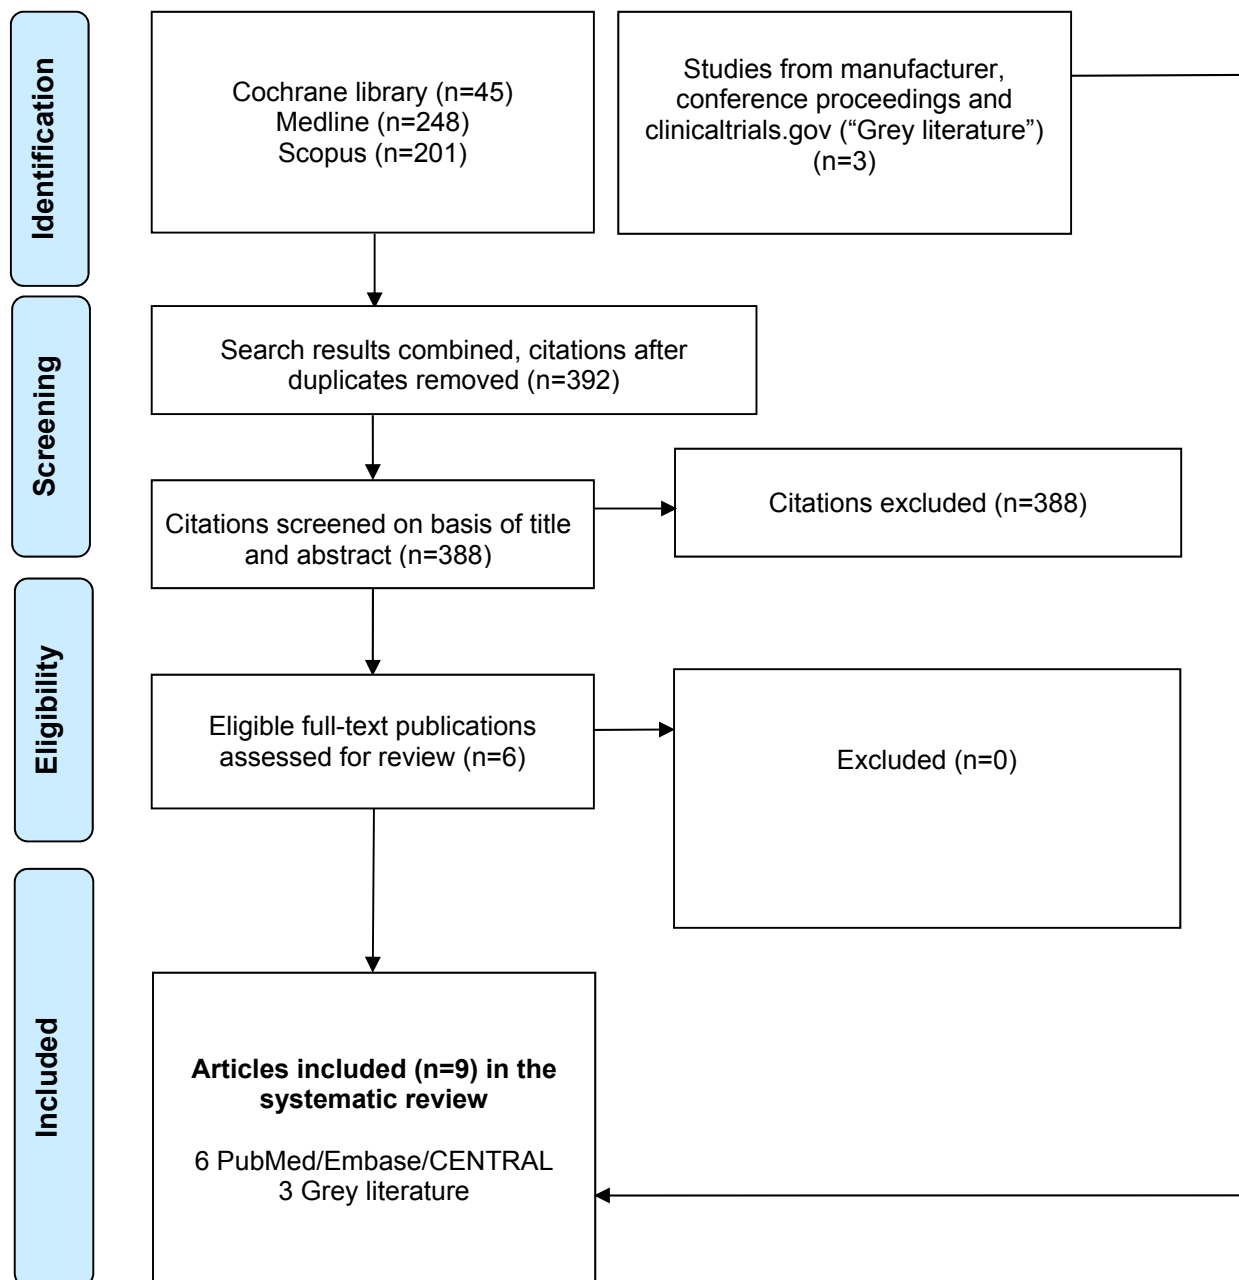 Identification
Cochrane library (n=45)
Medline (n=248)
Scopus (n=201)
Studies from manufacturer,
conference proceedings and
clinicaltrials.gov (“Grey literature”)
(n=3)
Screening
Search results combined, citations after
duplicates removed (n=392)
Citations screened on basis of title
and abstract (n=388)
Citations excluded (n=388)
Eligibility
Eligible full-text publications
assessed for review (n=6)
Excluded (n=0)
Included
Articles included (n=9) in the
systematic review
6 PubMed/Embase/CENTRAL
3 Grey literature